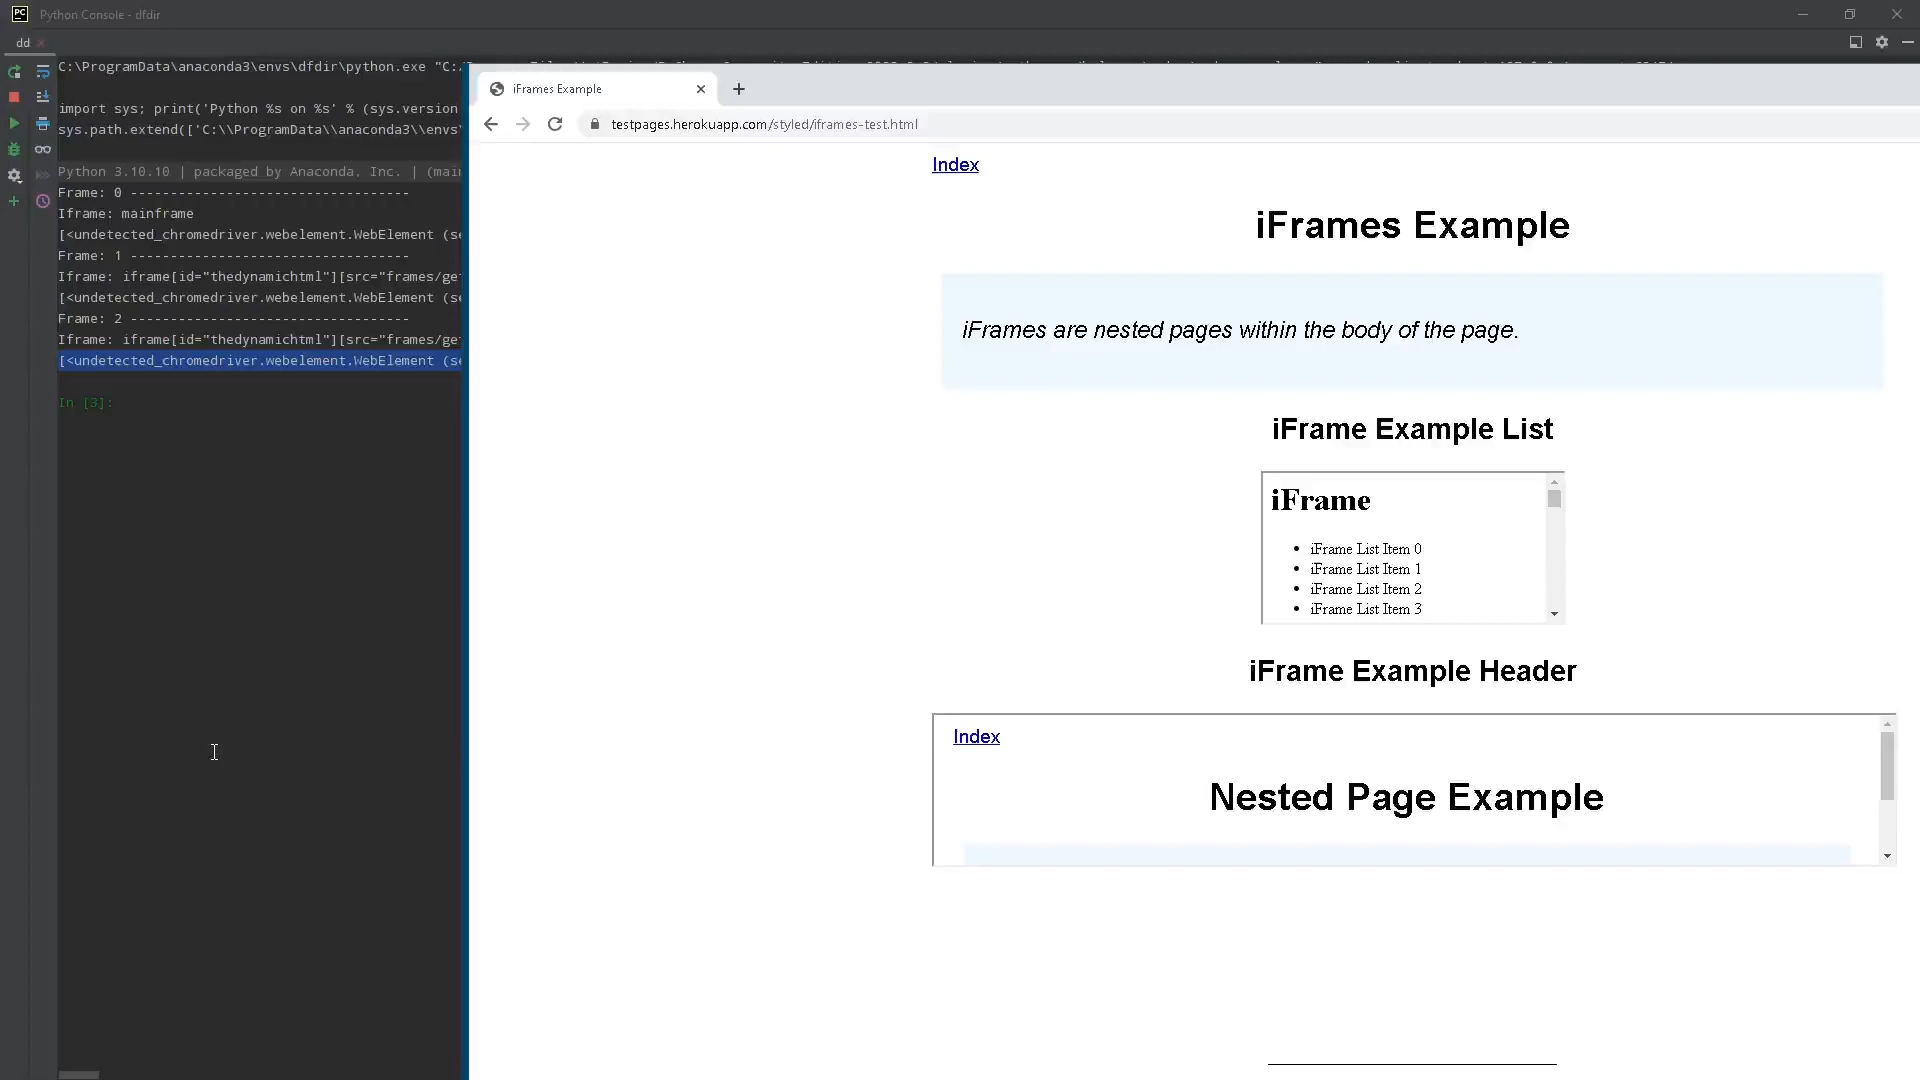 PC Python Console - dfdir
dd
C:\ProgramData\anaconda3\envs\dfdir\python.exe "C:/
import sys; print('Python %s on %s' % (sys.version
sys.path.extend(['C:\\ProgramData\\anaconda3\\envs
Python 3.10.10 | packaged by Anaconda, Inc. | (mai
Frame: 0 ----------------------------------
Iframe: mainframe
[<undetected_chromedriver.webelement.WebElement (se
Frame: 1 ----------------------------------
Iframe: iframe[id="thedynamichtml"][src="frames/get
[<undetected_chromedriver.webelement.WebElement (se
Frame: 2 ----------------------------------
Iframe: iframe[id="thedynamichtml"][src="frames/get
[<undetected_chromedriver.webelement.WebElement (se
In [3]:
iFrames Example
testpages.herokuapp.com/styled/iframes-test.html
Index
iFrames Example
iFrames are nested pages within the body of the page.
iFrame Example List
iFrame
• iFrame List Item 0
• iFrame List Item 1
• iFrame List Item 2
• iFrame List Item 3
iFrame Example Header
Index
Nested Page Example